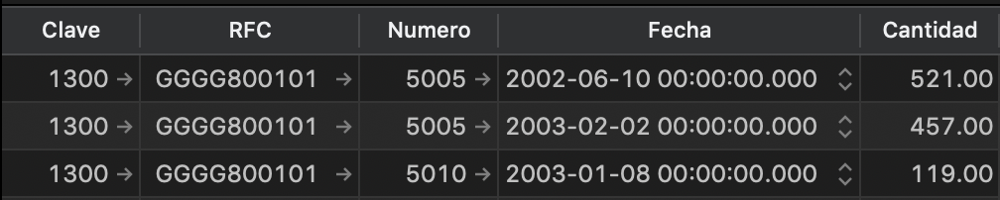 Clave RFC Numero Fecha Cantidad
1300 → GGGG800101 → 5005 → 2002-06-10 00:00:00.000 521.00
1300 → GGGG800101 → 5005 → 2003-02-02 00:00:00.000 457.00
1300 → GGGG800101 → 5010 → 2003-01-08 00:00:00.000 119.00